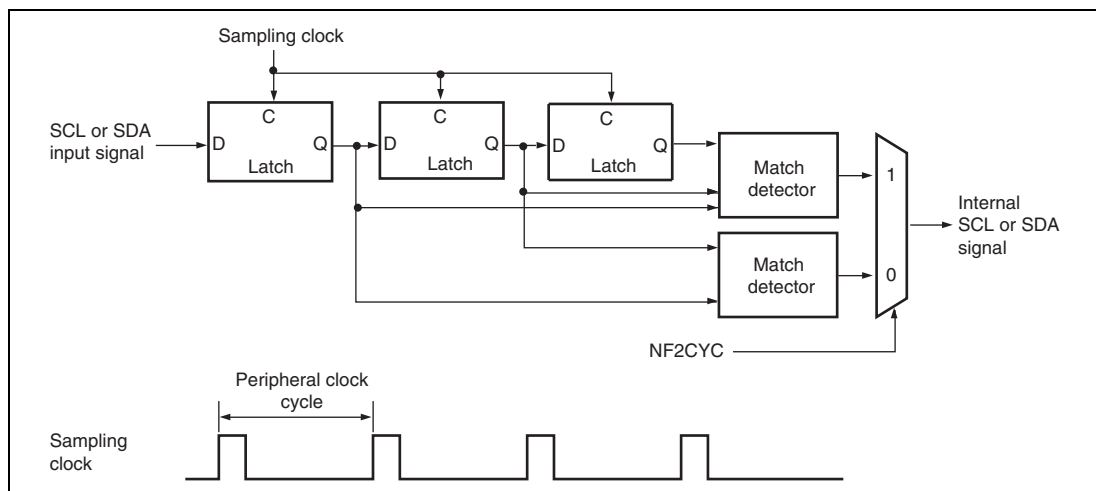 Sampling clock
SCL or SDA
input signal
D
C
Q
Latch
D
C
Q
Latch
D
C
Q
Latch
Match
detector
Match
detector
1
0
Internal
SCL or SDA
signal
NF2CYC
Peripheral clock
cycle
Sampling
clock